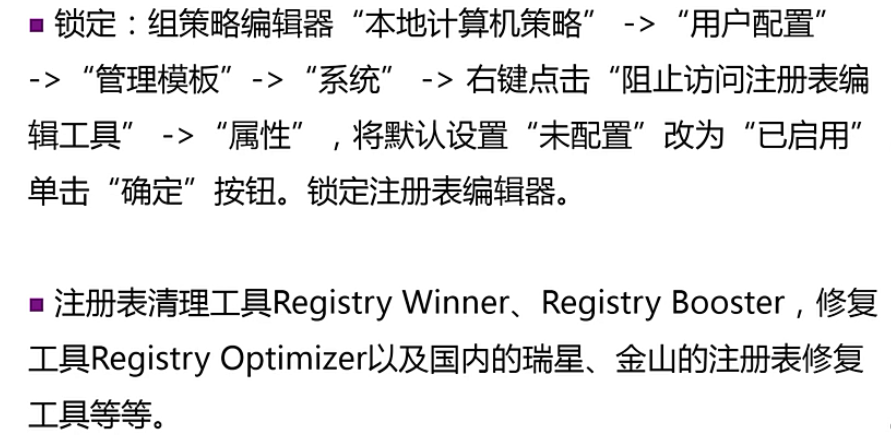 ■ 锁定：组策略编辑器“本地计算机策略” -> “用户配置”
-> “管理模板” -> “系统” -> 右键点击“阻止访问注册表编
辑工具” -> “属性”，将默认设置“未配置”改为“已启用”
单击“确定”按钮。锁定注册表编辑器。
■ 注册表清理工具Registry Winner、Registry Booster，修复
工具Registry Optimizer以及国内的瑞星、金山的注册表修复
工具等等。